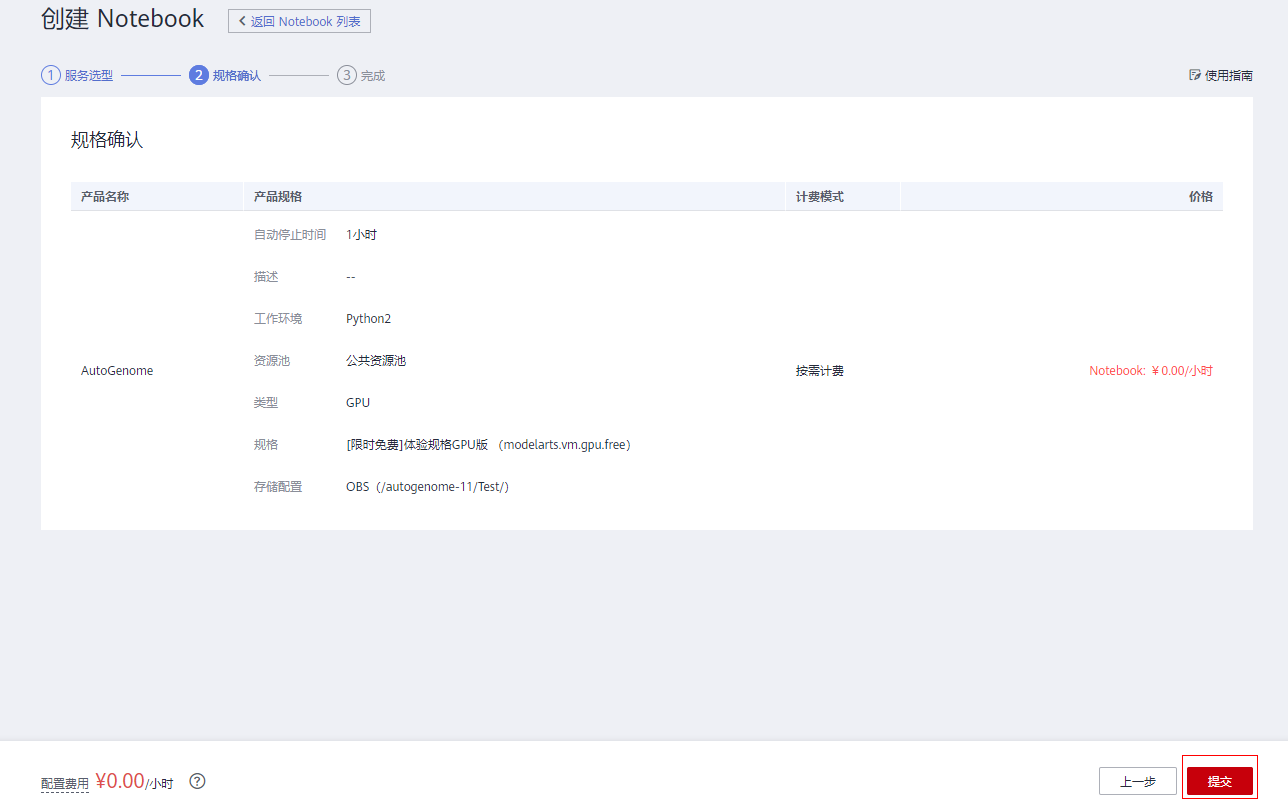 创建 Notebook
返回 Notebook 列表
1 服务选型
2 规格确认
3 完成
使用指南
规格确认
产品名称 产品规格 计费模式 价格
自动停止时间 1小时
描述 --
工作环境 Python2
资源池 公共资源池
AutoGenome 按需计费 Notebook: ¥0.00/小时
类型 GPU
规格 [限时免费]体验规格GPU版 （modelarts.vm.gpu.free）
存储配置 OBS（/autogenome-11/Test/）
配置费用 ¥0.00/小时 ?
上一步 提交